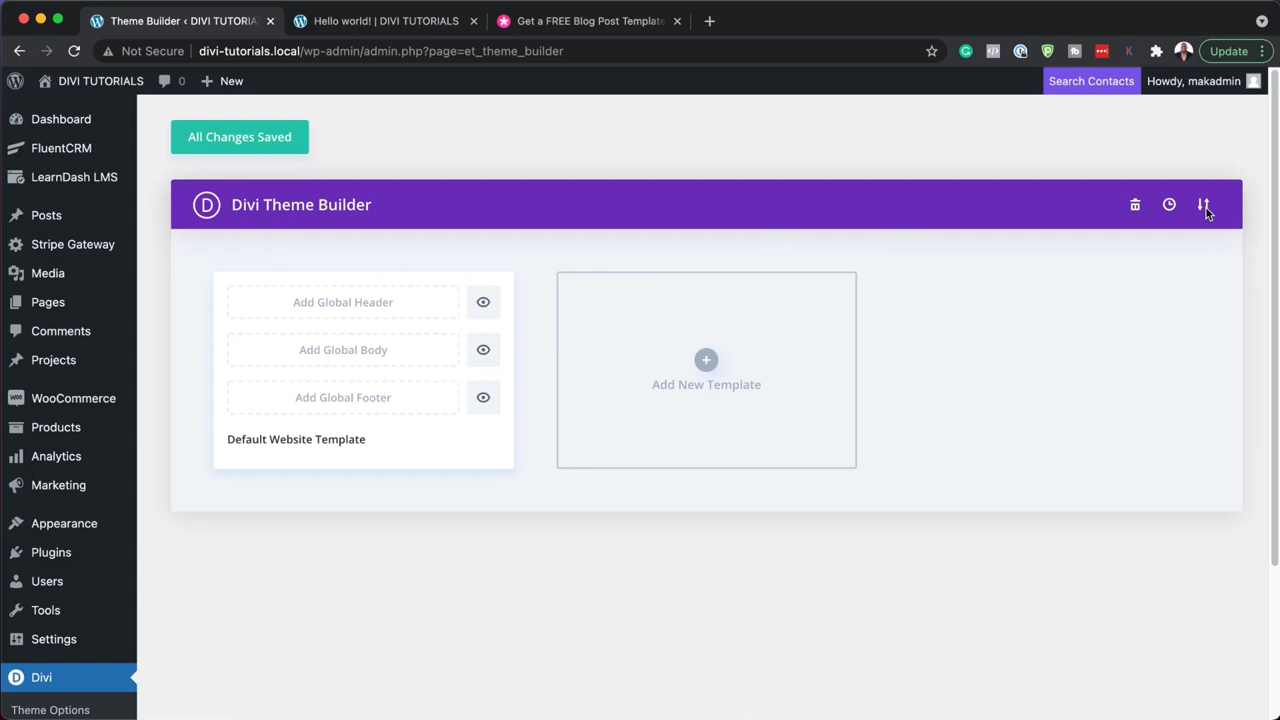 Theme Builder ‹ DIVI TUTORIAL
Hello world! | DIVI TUTORIALS
Get a FREE Blog Post Template
Update
Not Secure
divi-tutorials.local/wp-admin/admin.php?page=et_theme_builder
DIVI TUTORIALS
0
New
Search Contacts
Howdy, makadmin
Dashboard
FluentCRM
LearnDash LMS
Posts
Stripe Gateway
Media
Pages
Comments
Projects
WooCommerce
Products
Analytics
Marketing
Appearance
Plugins
Users
Tools
Settings
Divi
Theme Options
All Changes Saved
Divi Theme Builder
Add Global Header
Add Global Body
Add Global Footer
Default Website Template
Add New Template